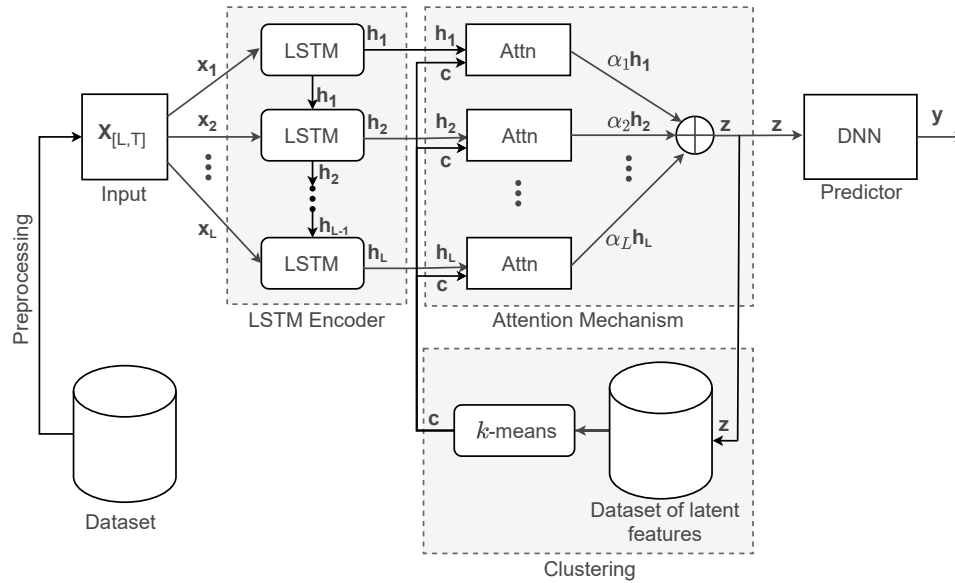 LSTM
h1
h1
Attn
x1
c
α1h1
h1
X[L,T]
x2
LSTM
h2
h2
Attn
α2h2
z
z
DNN
y
c
Input
h2
Predictor
hL-1
xL
LSTM
hL
hL
Attn
αLhL
c
LSTM Encoder
Attention Mechanism
Preprocessing
c
k-means
z
Dataset
Dataset of latent
features
Clustering